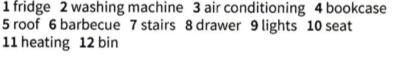 1 fridge 2 washing machine 3 air conditioning 4 bookcase
5 roof 6 barbecue 7 stairs 8 drawer 9 lights 10 seat
11 heating 12 bin